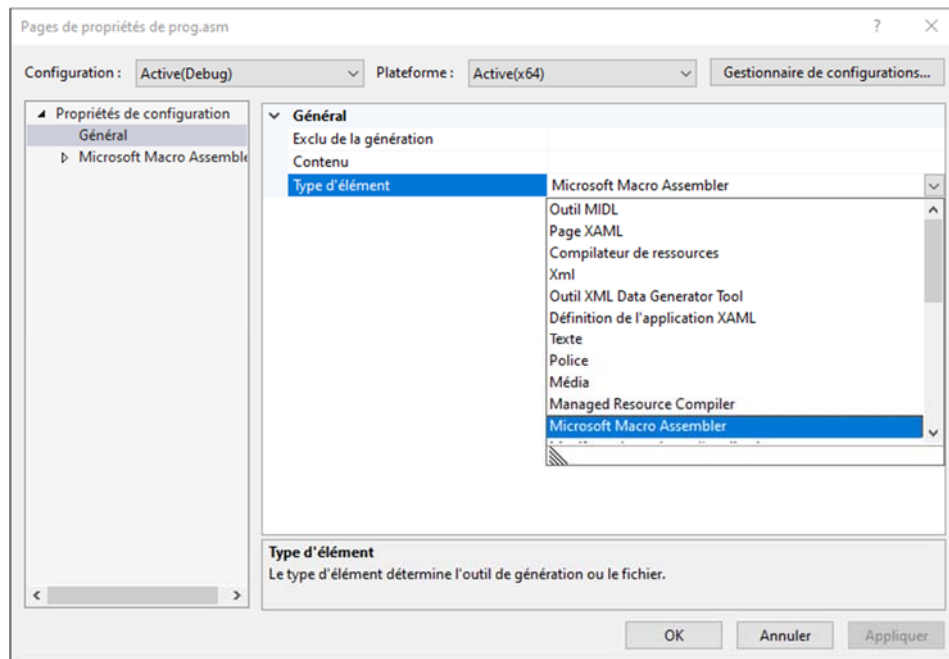 Pages de propriétés de prog.asm
Configuration : Active(Debug) Plateforme : Active(x64) Gestionnaire de configurations...
Propriétés de configuration
Général
Microsoft Macro Assemble
Général
Exclu de la génération
Contenu
Type d'élément Microsoft Macro Assembler
Outil MIDL
Page XAML
Compilateur de ressources
Xml
Outil XML Data Generator Tool
Définition de l'application XAML
Texte
Police
Média
Managed Resource Compiler
Microsoft Macro Assembler
Type d'élément
Le type d'élément détermine l'outil de génération ou le fichier.
OK Annuler Appliquer